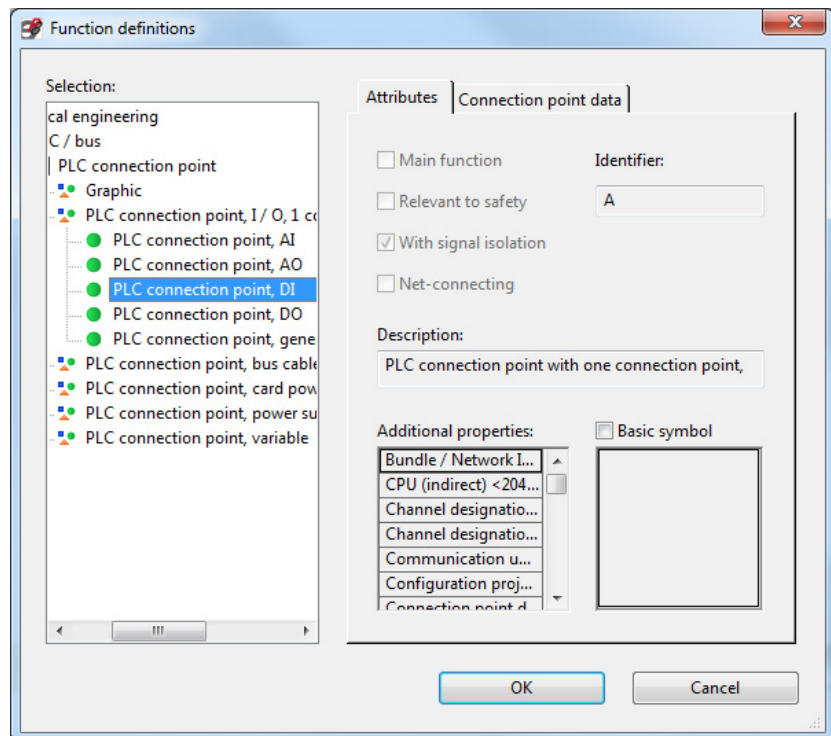 Function definitions
Selection:
cal engineering
C / bus
PLC connection point
Graphic
PLC connection point, I / O, 1 co
PLC connection point, AI
PLC connection point, AO
PLC connection point, DI
PLC connection point, DO
PLC connection point, gene
PLC connection point, bus cable
PLC connection point, card pow
PLC connection point, power su
PLC connection point, variable
Attributes
Connection point data
Main function
Identifier:
Relevant to safety
A
With signal isolation
Net-connecting
Description:
PLC connection point with one connection point,
Additional properties:
Basic symbol
Bundle / Network I...
CPU (indirect) <204...
Channel designatio...
Channel designatio...
Communication u...
Configuration proj...
Connection point d
OK
Cancel